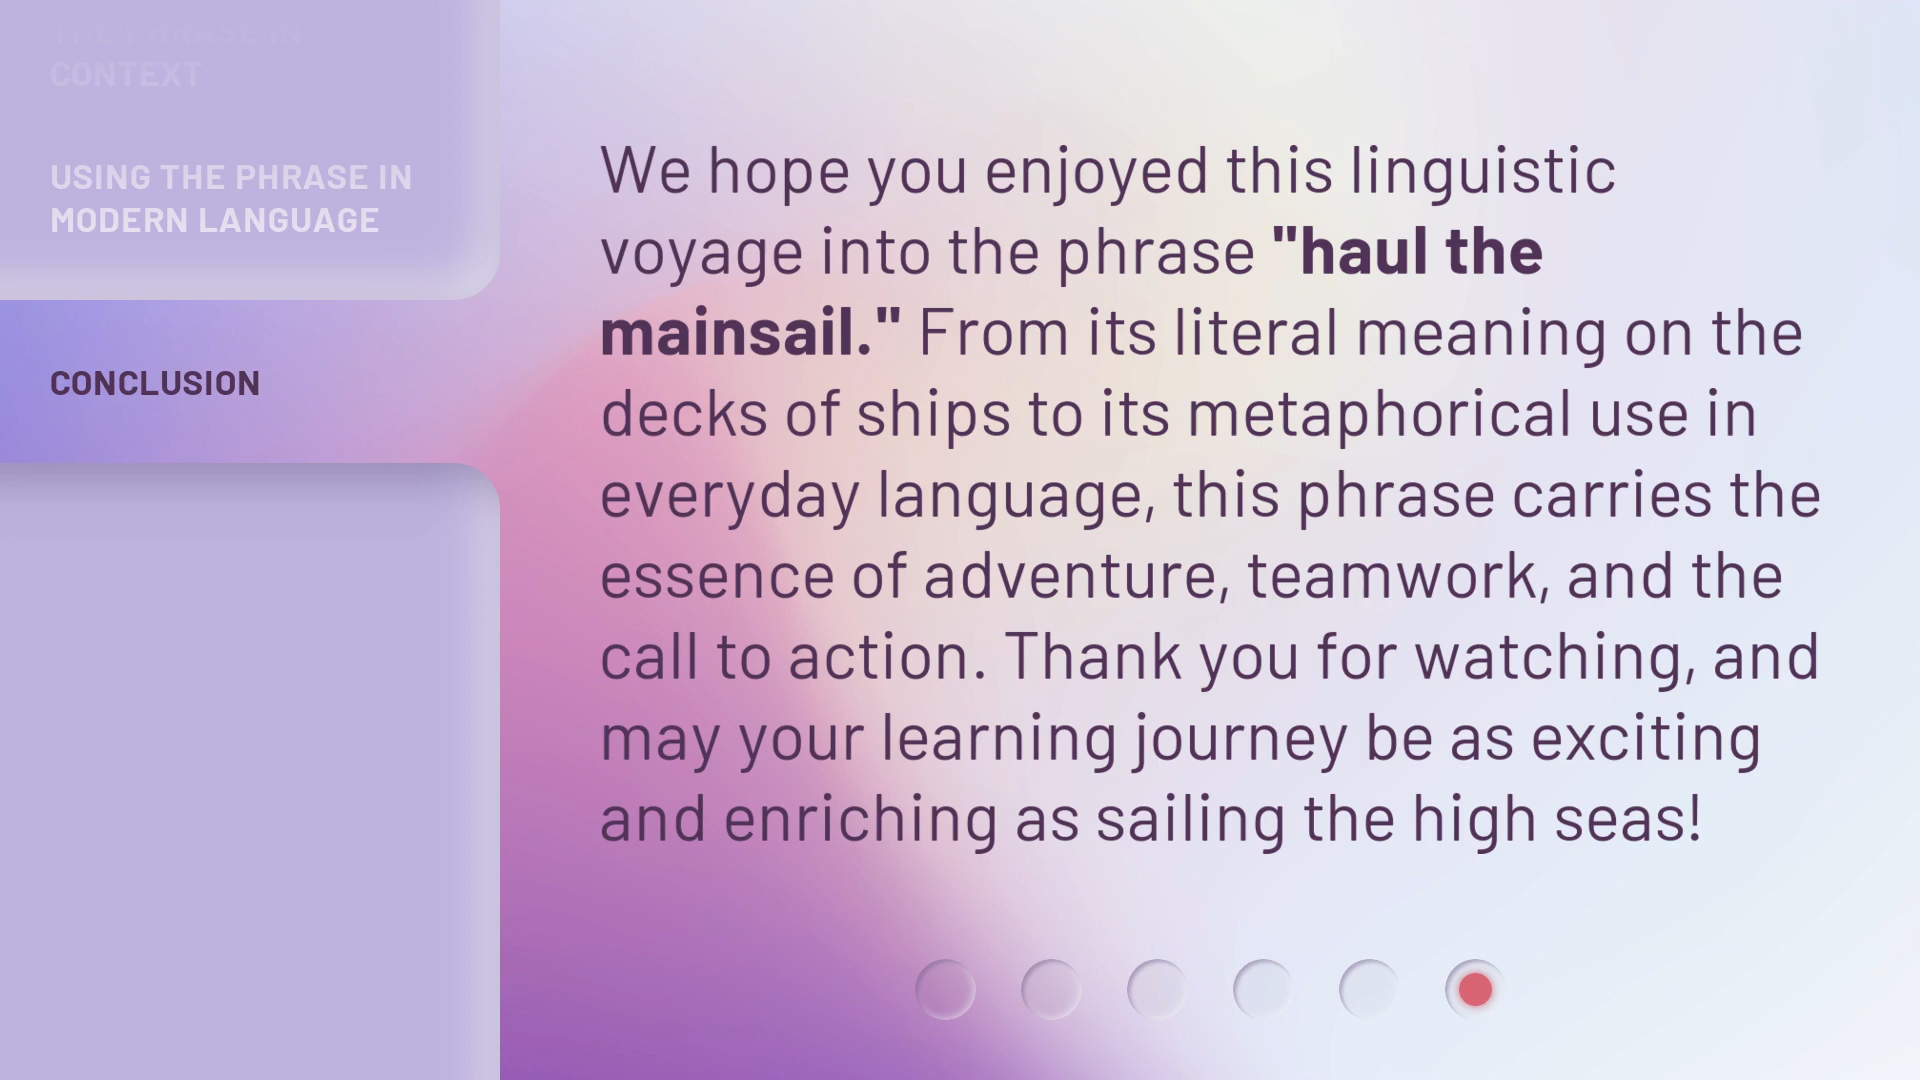 THE PHRASE IN
CONTEXT
USING THE PHRASE IN
MODERN LANGUAGE
CONCLUSION
We hope you enjoyed this linguistic
voyage into the phrase "haul the
mainsail." From its literal meaning on the
decks of ships to its metaphorical use in
everyday language, this phrase carries the
essence of adventure, teamwork, and the
call to action. Thank you for watching, and
may your learning journey be as exciting
and enriching as sailing the high seas!